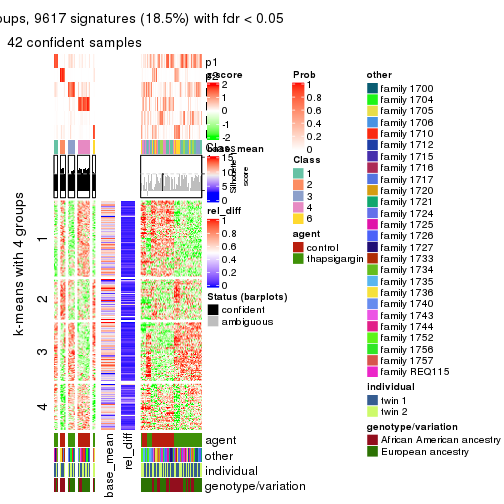 oups, 9617 signatures (18.5%) with fdr < 0.05
42 confident samples
p1
z-score
2
1
0
-1
-2
Class
base_mean
15
10
5
0
Silhouette
score
rel_diff
1
0.8
0.6
0.4
0.2
0
Status (barplots)
confident
ambiguous
k-means with 4 groups
1
2
3
4
base_mean
rel_diff
agent
other
individual
genotype/variation
Prob
1
0.8
0.6
0.4
0.2
0
Class
1
2
3
4
6
agent
control
thapsigargin
other
family 1700
family 1704
family 1705
family 1706
family 1710
family 1712
family 1715
family 1716
family 1717
family 1720
family 1721
family 1724
family 1725
family 1726
family 1727
family 1733
family 1734
family 1735
family 1736
family 1740
family 1743
family 1744
family 1752
family 1756
family 1757
family REQ115
individual
twin 1
twin 2
genotype/variation
African American ancestry
European ancestry